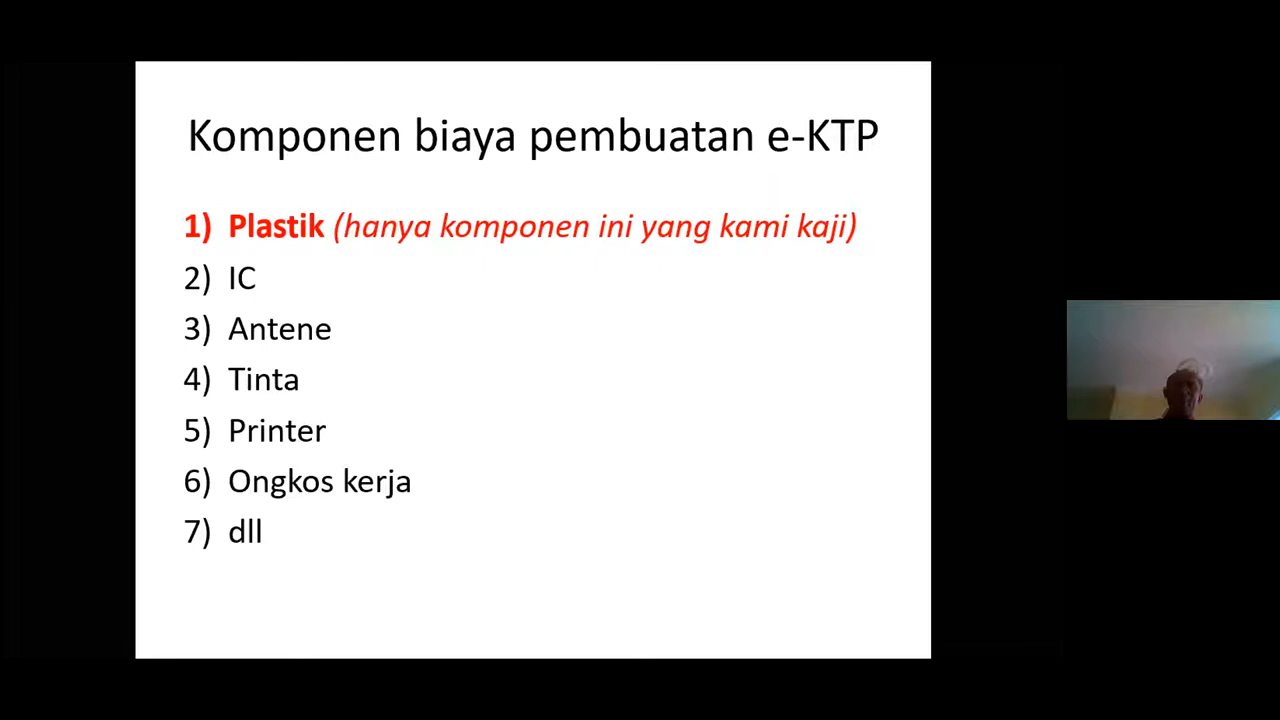 Komponen biaya pembuatan e-KTP
1) Plastik (hanya komponen ini yang kami kaji)
2) IC
3) Antene
4) Tinta
5) Printer
6) Ongkos kerja
7) dll